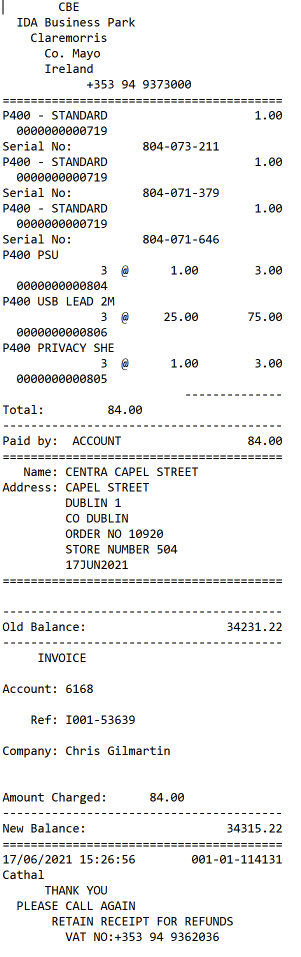 CBE
IDA Business Park
Claremorris
Co. Mayo
Ireland
+353 94 9373000
========================================
P400 - STANDARD 1.00
0000000000719
Serial No: 804-073-211
P400 - STANDARD 1.00
0000000000719
Serial No: 804-071-379
P400 - STANDARD 1.00
0000000000719
Serial No: 804-071-646
P400 PSU
3 @ 1.00 3.00
0000000000804
P400 USB LEAD 2M
3 @ 25.00 75.00
0000000000806
P400 PRIVACY SHE
3 @ 1.00 3.00
0000000000805
--------------
Total: 84.00
----------------------------------------
Paid by: ACCOUNT 84.00
========================================
Name: CENTRA CAPEL STREET
Address: CAPEL STREET
DUBLIN 1
CO DUBLIN
ORDER NO 10920
STORE NUMBER 504
17JUN2021
========================================
----------------------------------------
Old Balance: 34231.22
----------------------------------------
INVOICE
Account: 6168
Ref: I001-53639
Company: Chris Gilmartin
Amount Charged: 84.00
----------------------------------------
New Balance: 34315.22
----------------------------------------
17/06/2021 15:26:56 001-01-114131
Cathal
THANK YOU
PLEASE CALL AGAIN
RETAIN RECEIPT FOR REFUNDS
VAT NO:+353 94 9362036